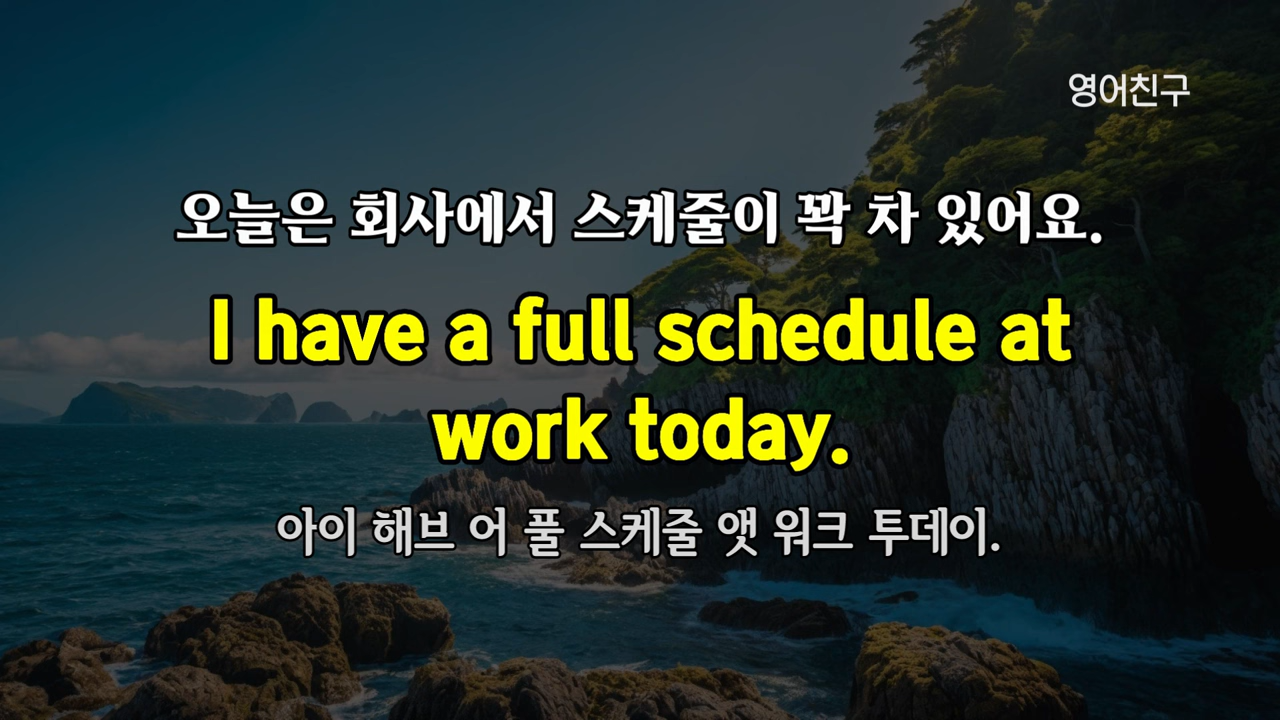 영어친구
오늘은 회사에서 스케줄이 꽉 차 있어요.
I have a full schedule at
work today.
아이 해브 어 풀 스케줄 앳 워크 투데이.